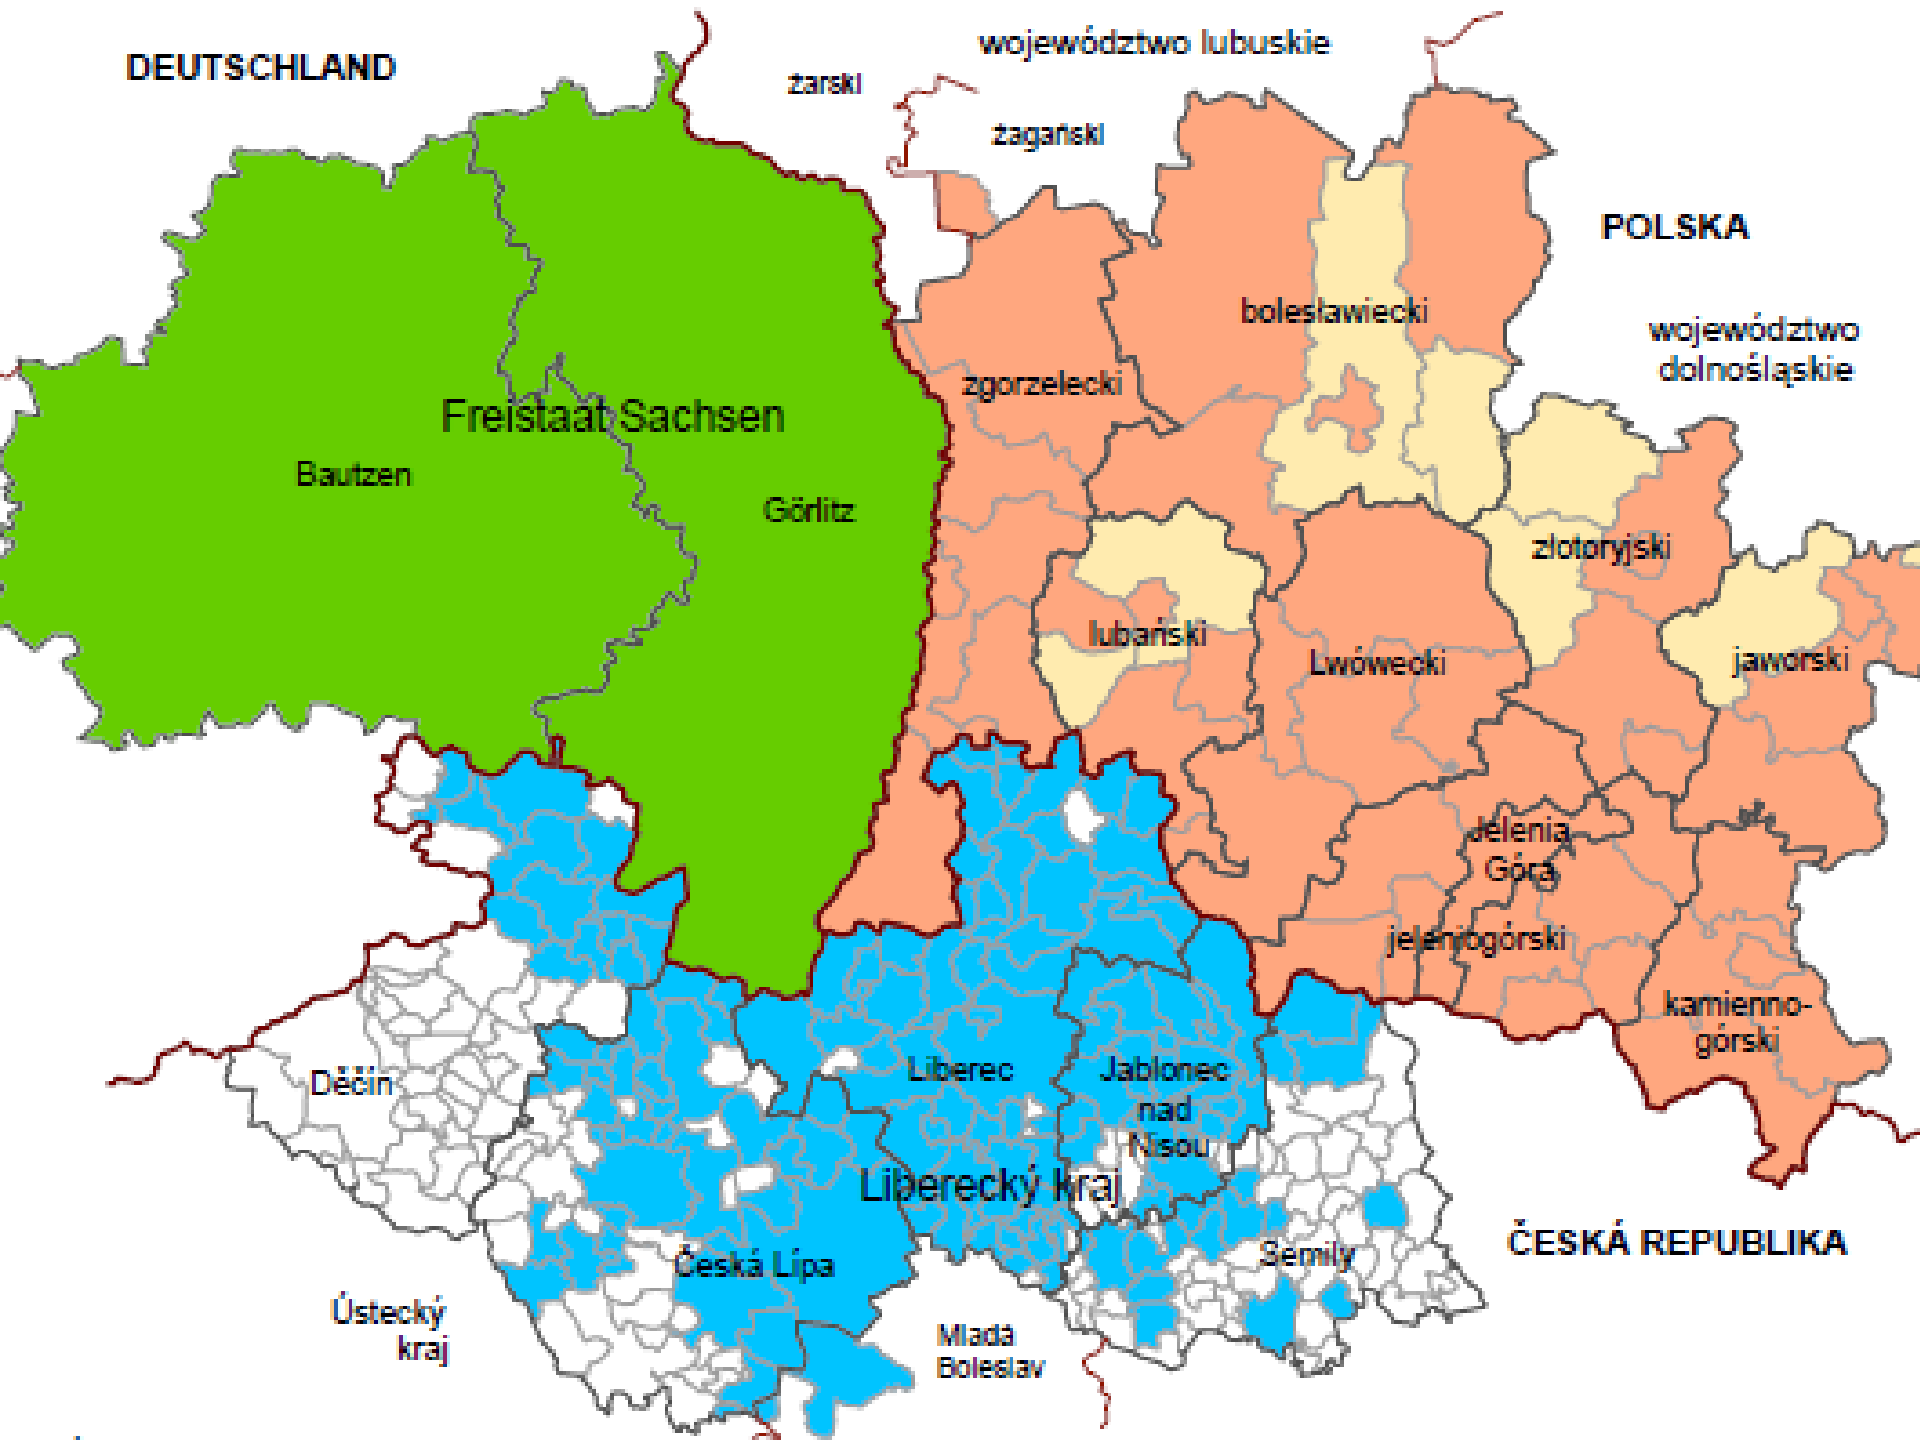 DEUTSCHLAND
województwo lubuskie
żarski
żagański
POLSKA
bolesławiecki
województwo
dolnośląskie
zgorzelecki
Freistaat Sachsen
Bautzen
Görlitz
złotoryjski
lubański
Lwówecki
jaworski
Jelenia
Góra
jeleniogórski
kamienno-
górski
Děčín
Liberec
Jablonec
nad
Nisou
Liberecký kraj
Česká Lípa
Semily
ČESKÁ REPUBLIKA
Ústecký
kraj
Mladá
Boleslav